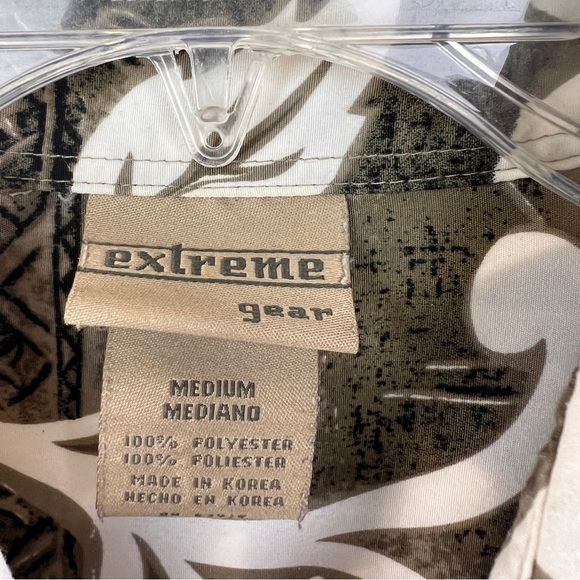 extreme
gear
MEDIUM
MEDIANO
100% POLYESTER
100% POLIESTER
MADE IN KOREA
HECHO EN KOREA